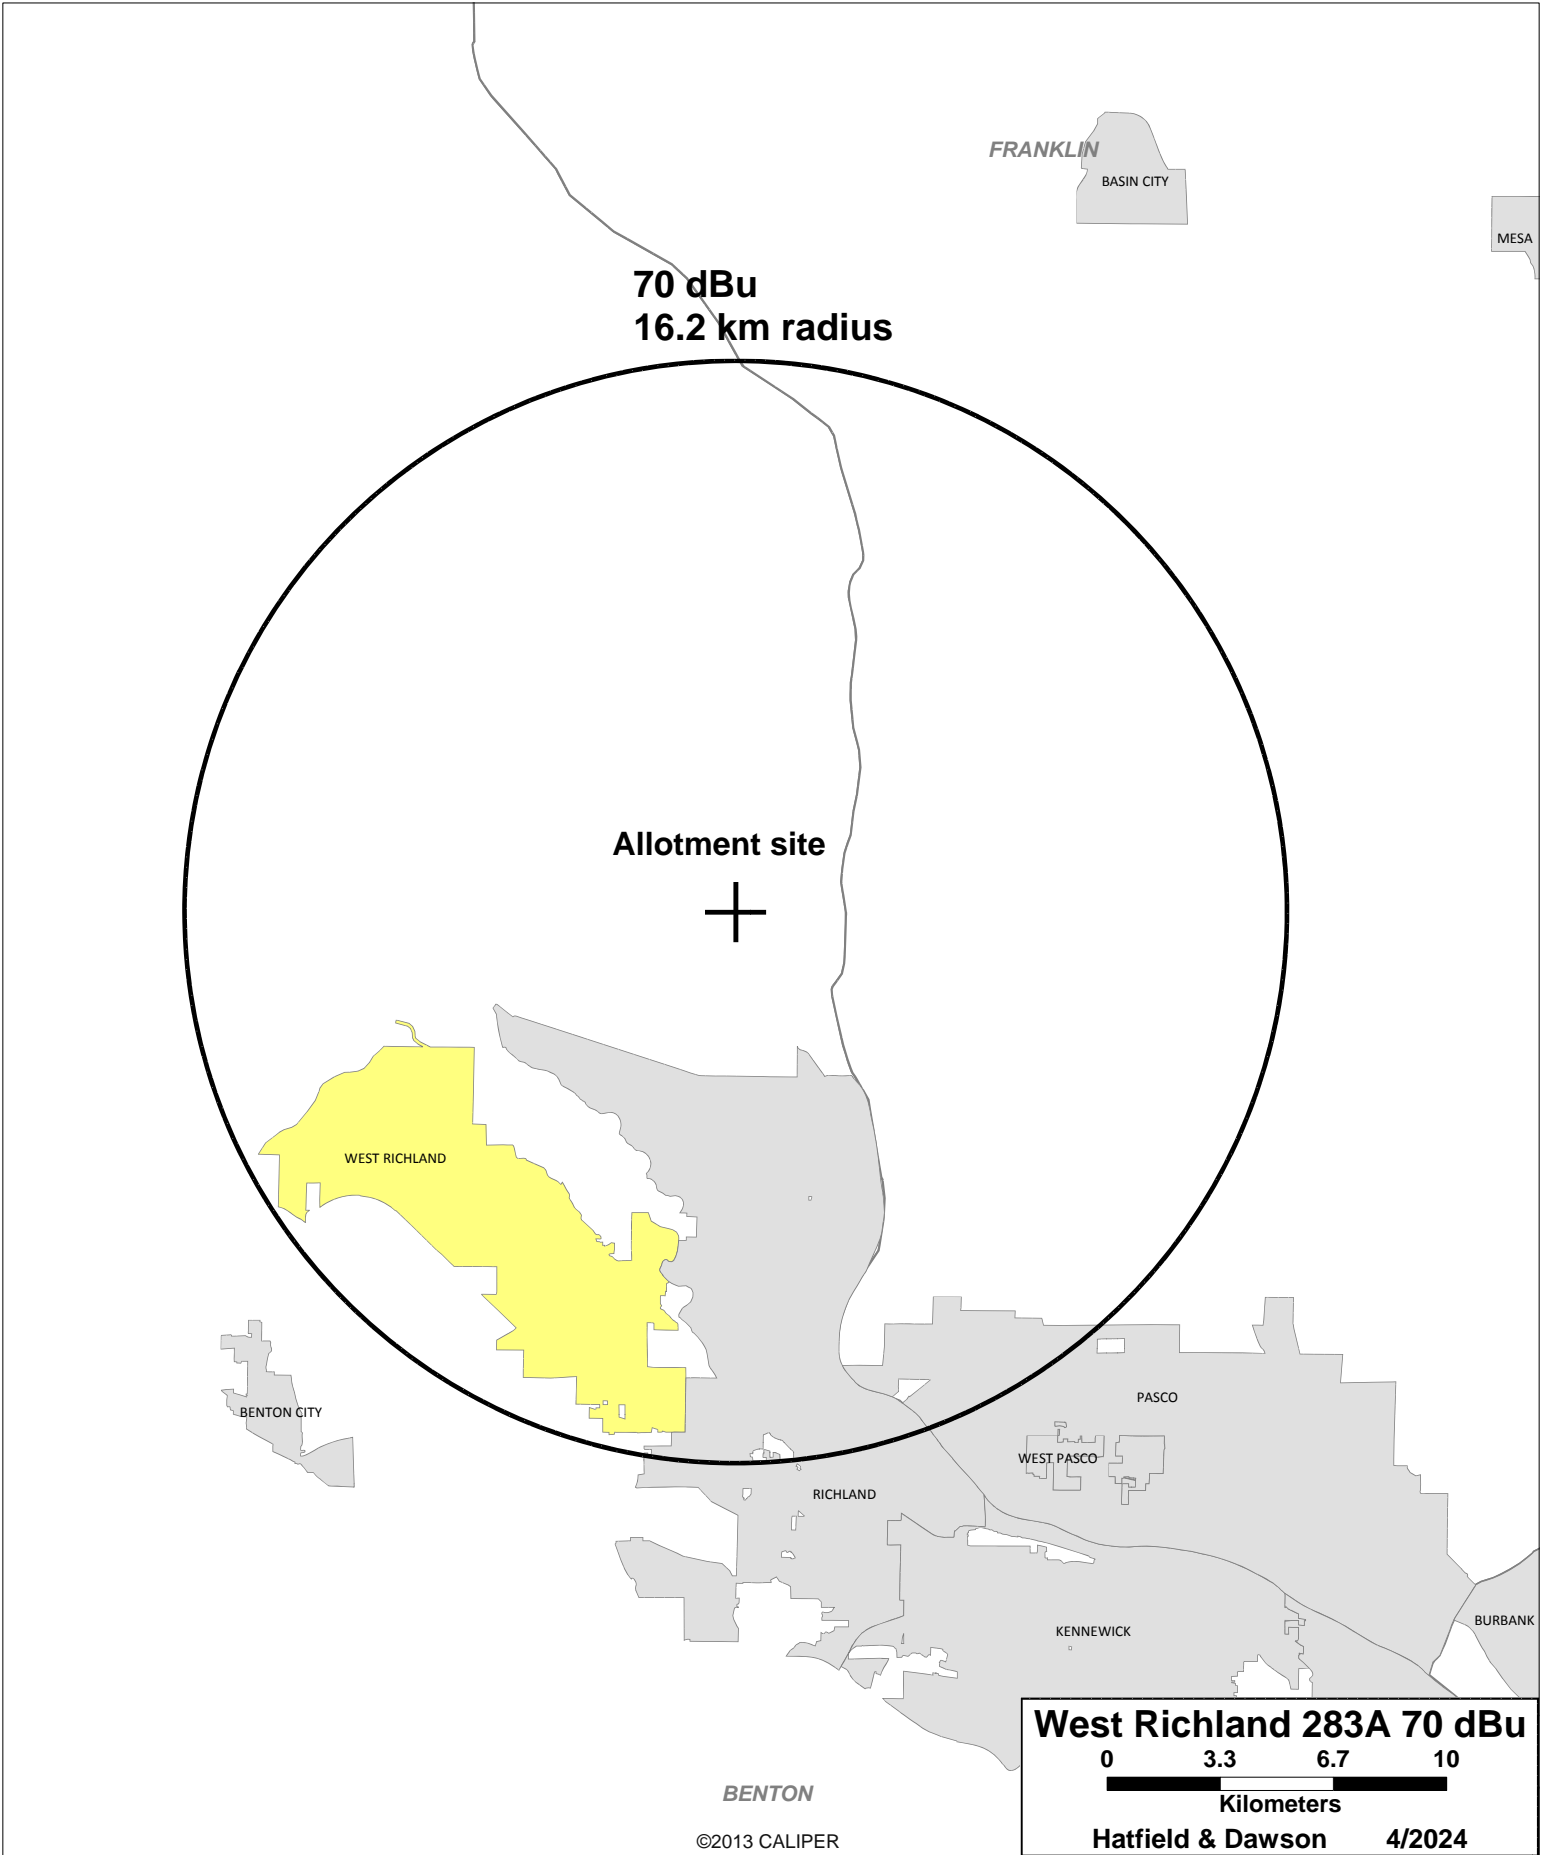 FRANKLIN
BASIN CITY
MESA
70 dBu
16.2 km radius
Allotment site
WEST RICHLAND
BENTON CITY
PASCO
WEST PASCO
RICHLAND
KENNEWICK
BURBANK
West Richland 283A 70 dBu
0 3.3 6.7 10
Kilometers
Hatfield & Dawson 4/2024
BENTON
©2013 CALIPER